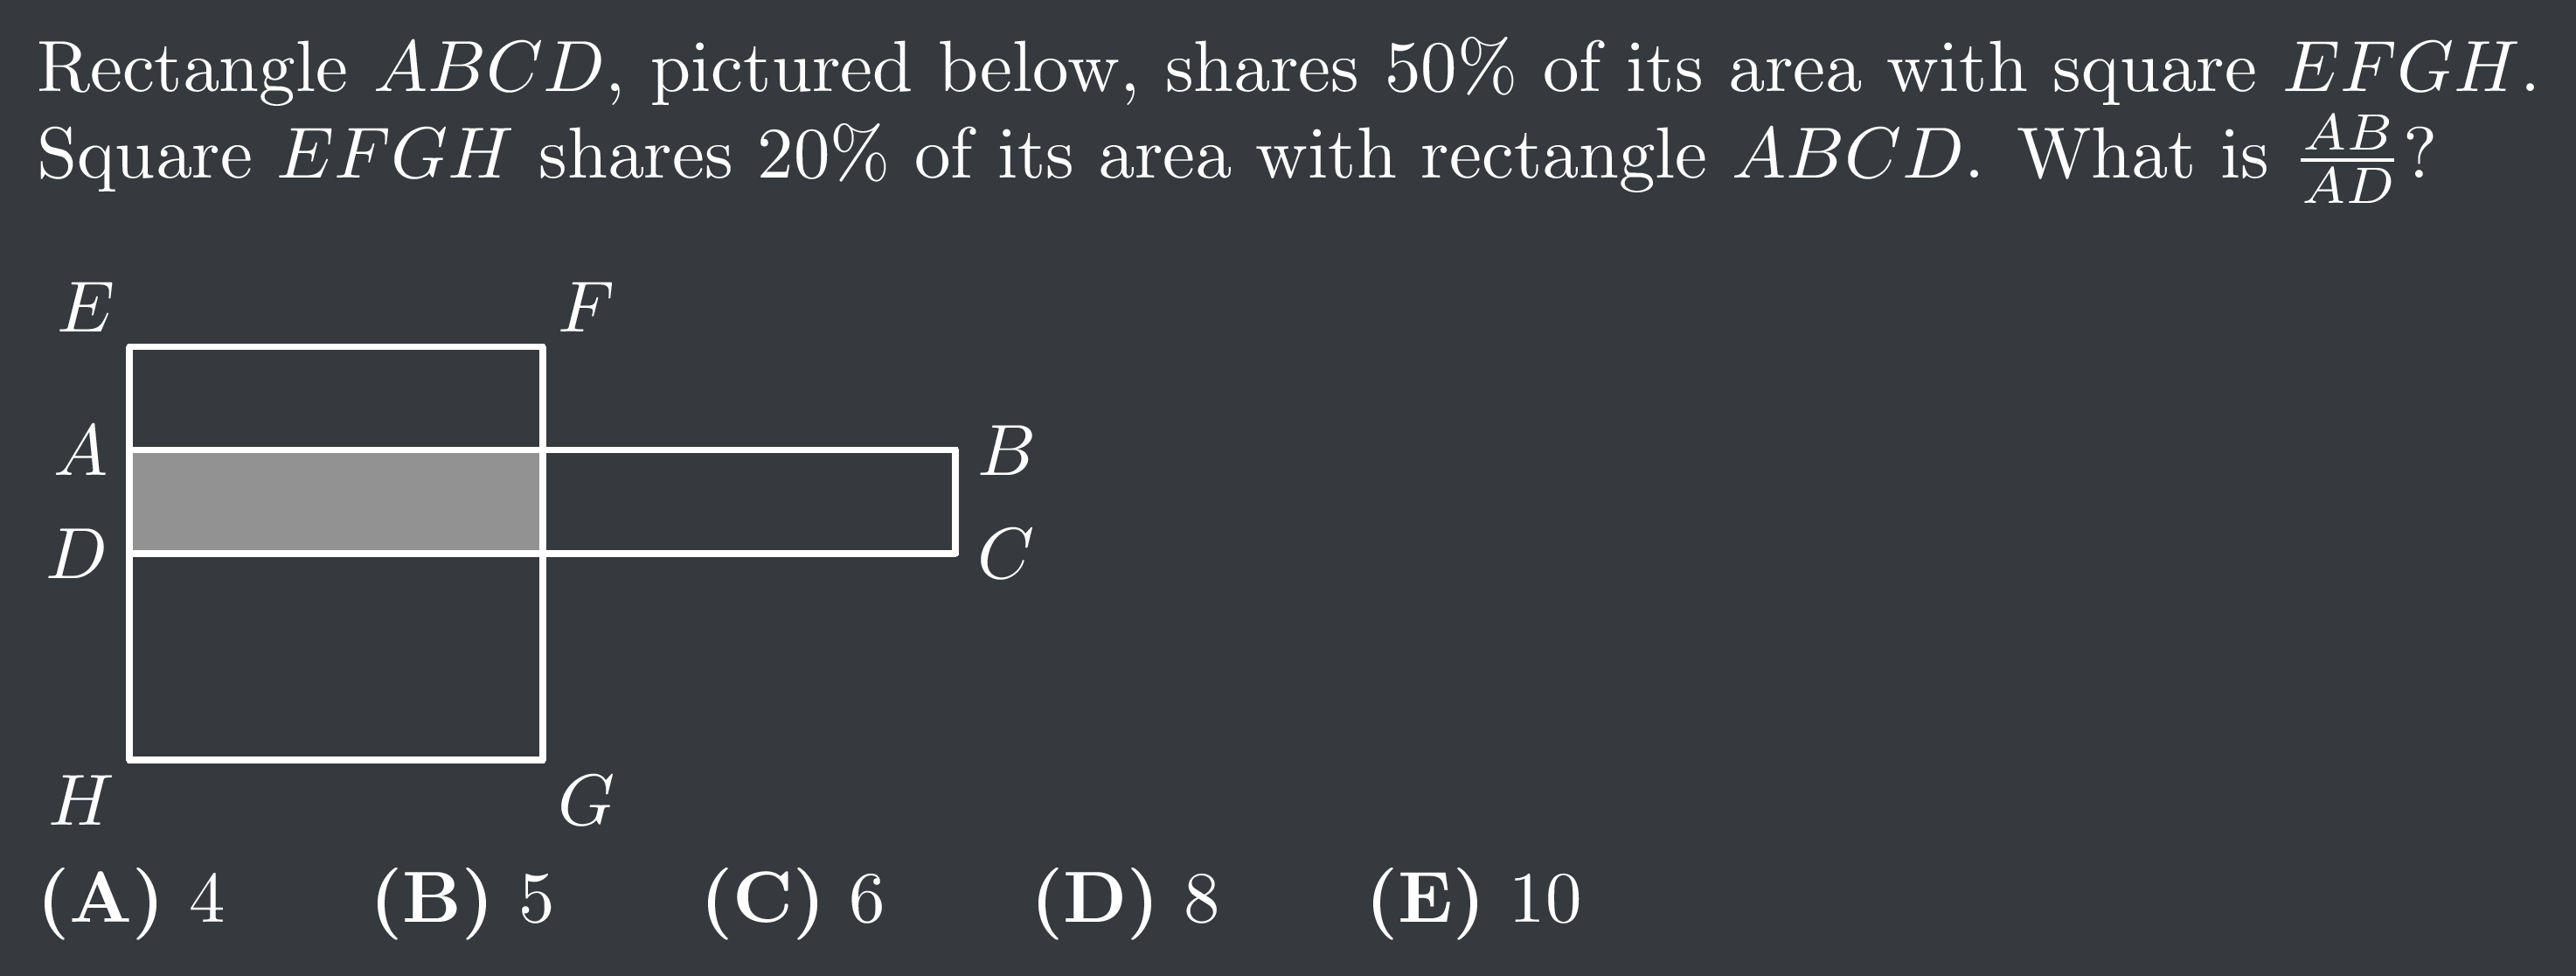 Rectangle ABCD, pictured below, shares 50% of its area with square EFGH.
Square EFGH shares 20% of its area with rectangle ABCD. What is \frac{AB}{AD}?
E F
A B
D C
H G
(A) 4 (B) 5 (C) 6 (D) 8 (E) 10